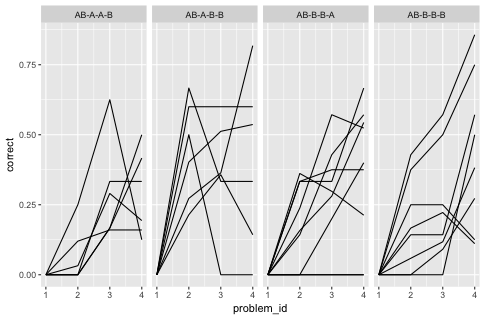 AB-A-A-B AB-A-B-B AB-B-B-A AB-B-B-B
0.75
0.50
0.25
0.00
correct
1 2 3 4 1 2 3 4 1 2 3 4 1 2 3 4
problem_id